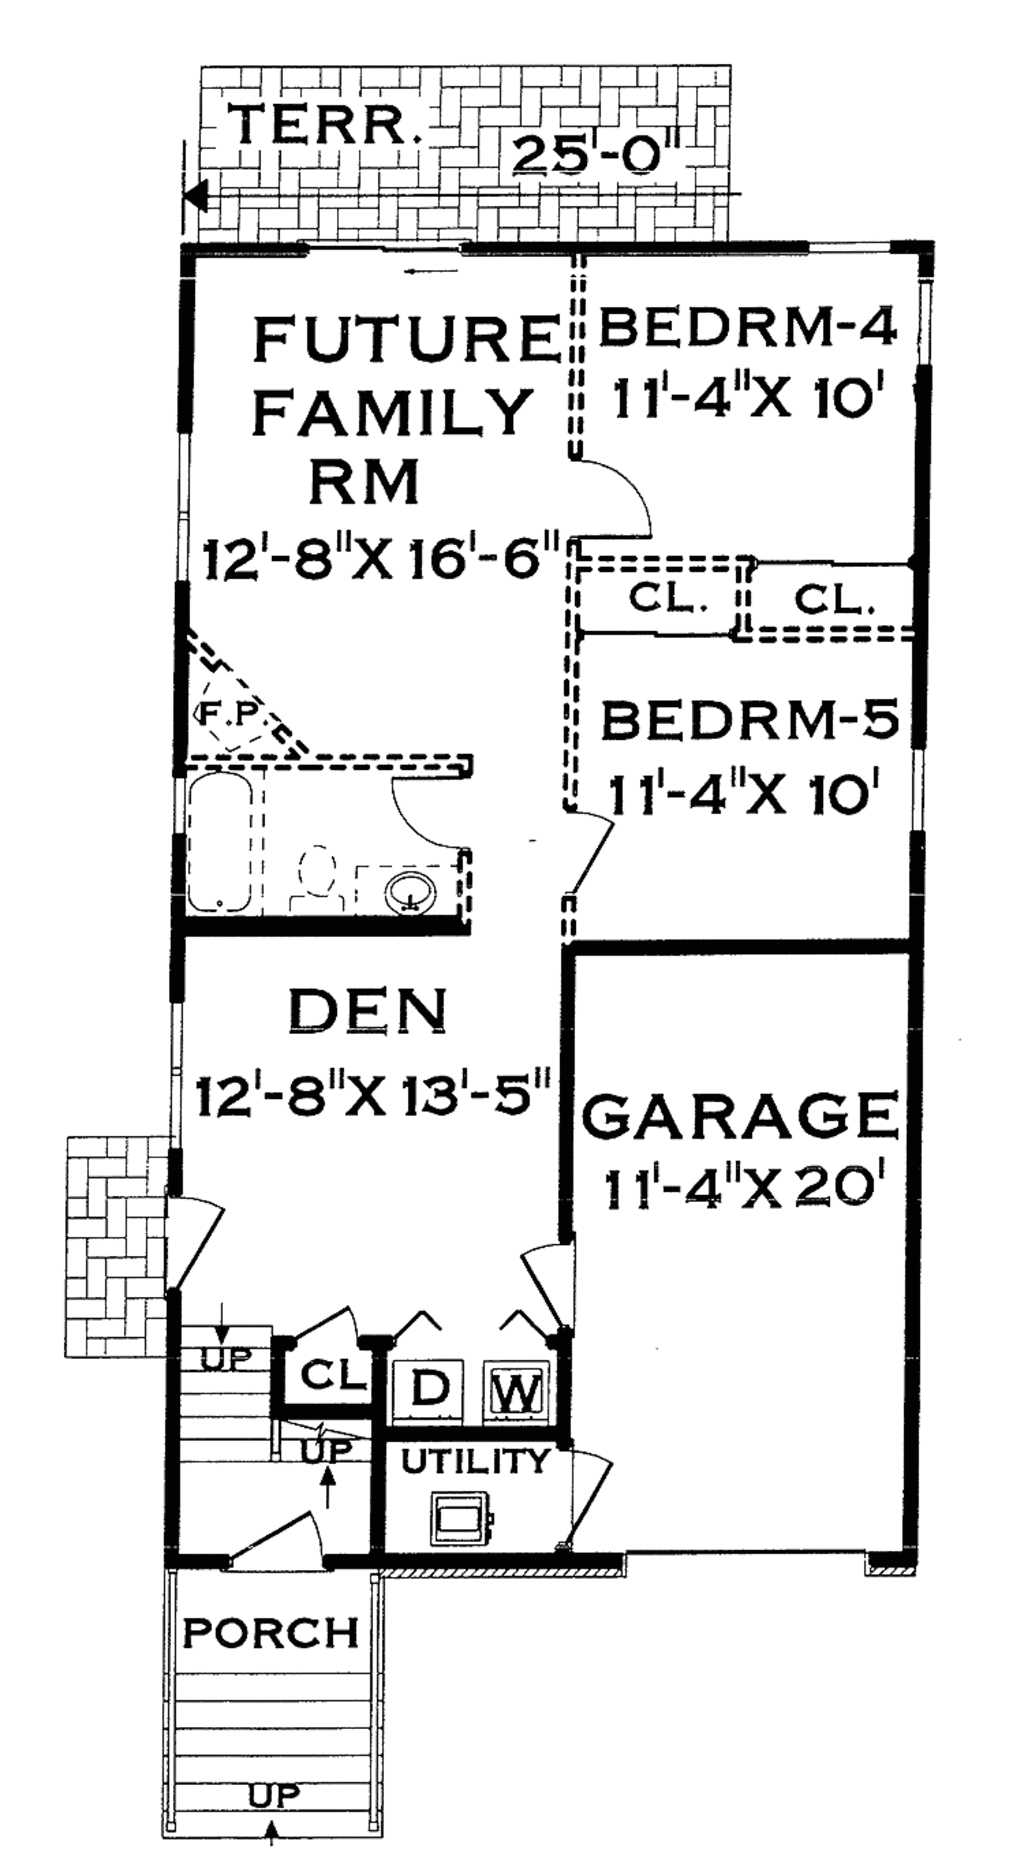 TERR.
25'-0"
FUTURE
FAMILY
RM
12'-8"X 16'-6"
BEDRM-4
11'-4"X 10'
CL.
CL.
F.P.
BEDRM-5
11'-4"X 10'
DEN
12'-8"X 13'-5"
GARAGE
11'-4"X 20'
UP
CL
D
W
UP
UTILITY
PORCH
UP